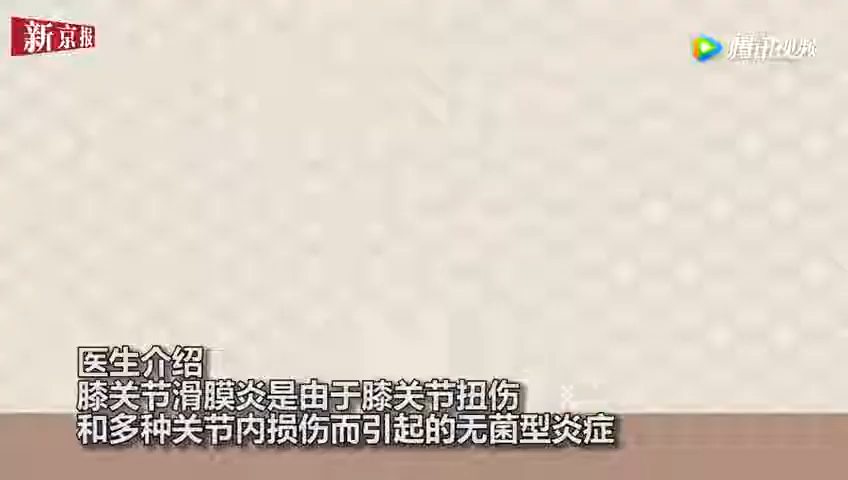 新京报
腾讯视频
医生介绍
膝关节滑膜炎是由于膝关节扭伤
和多种关节内损伤而引起的无菌型炎症